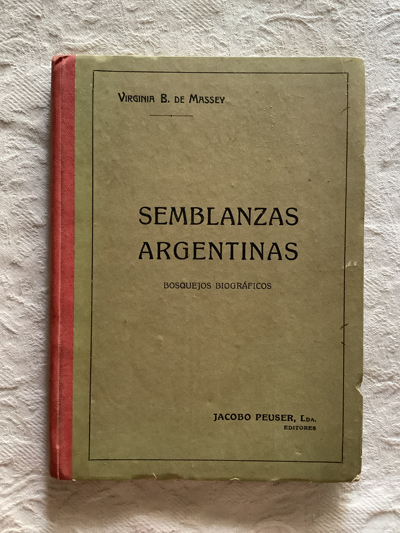 Virginia B. de Massey
SEMBLANZAS
ARGENTINAS
BOSQUEJOS BIOGRÁFICOS
JACOBO PEUSER, Lda.
EDITORES